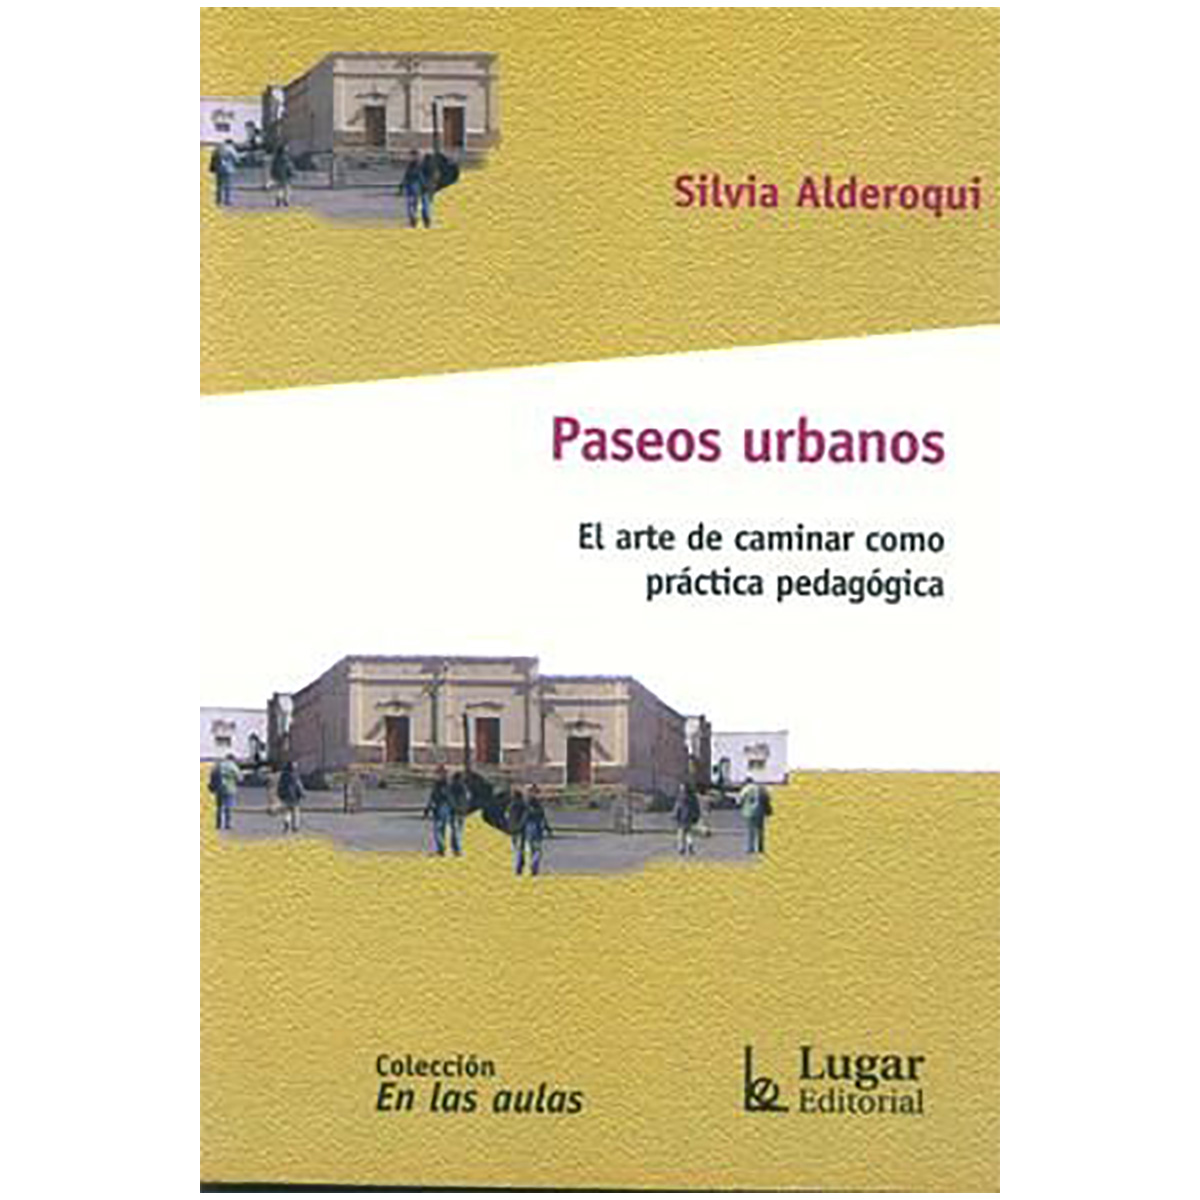 Silvia Alderoqui
Paseos urbanos
El arte de caminar como
práctica pedagógica
Colección
En las aulas
Lugar
Editorial